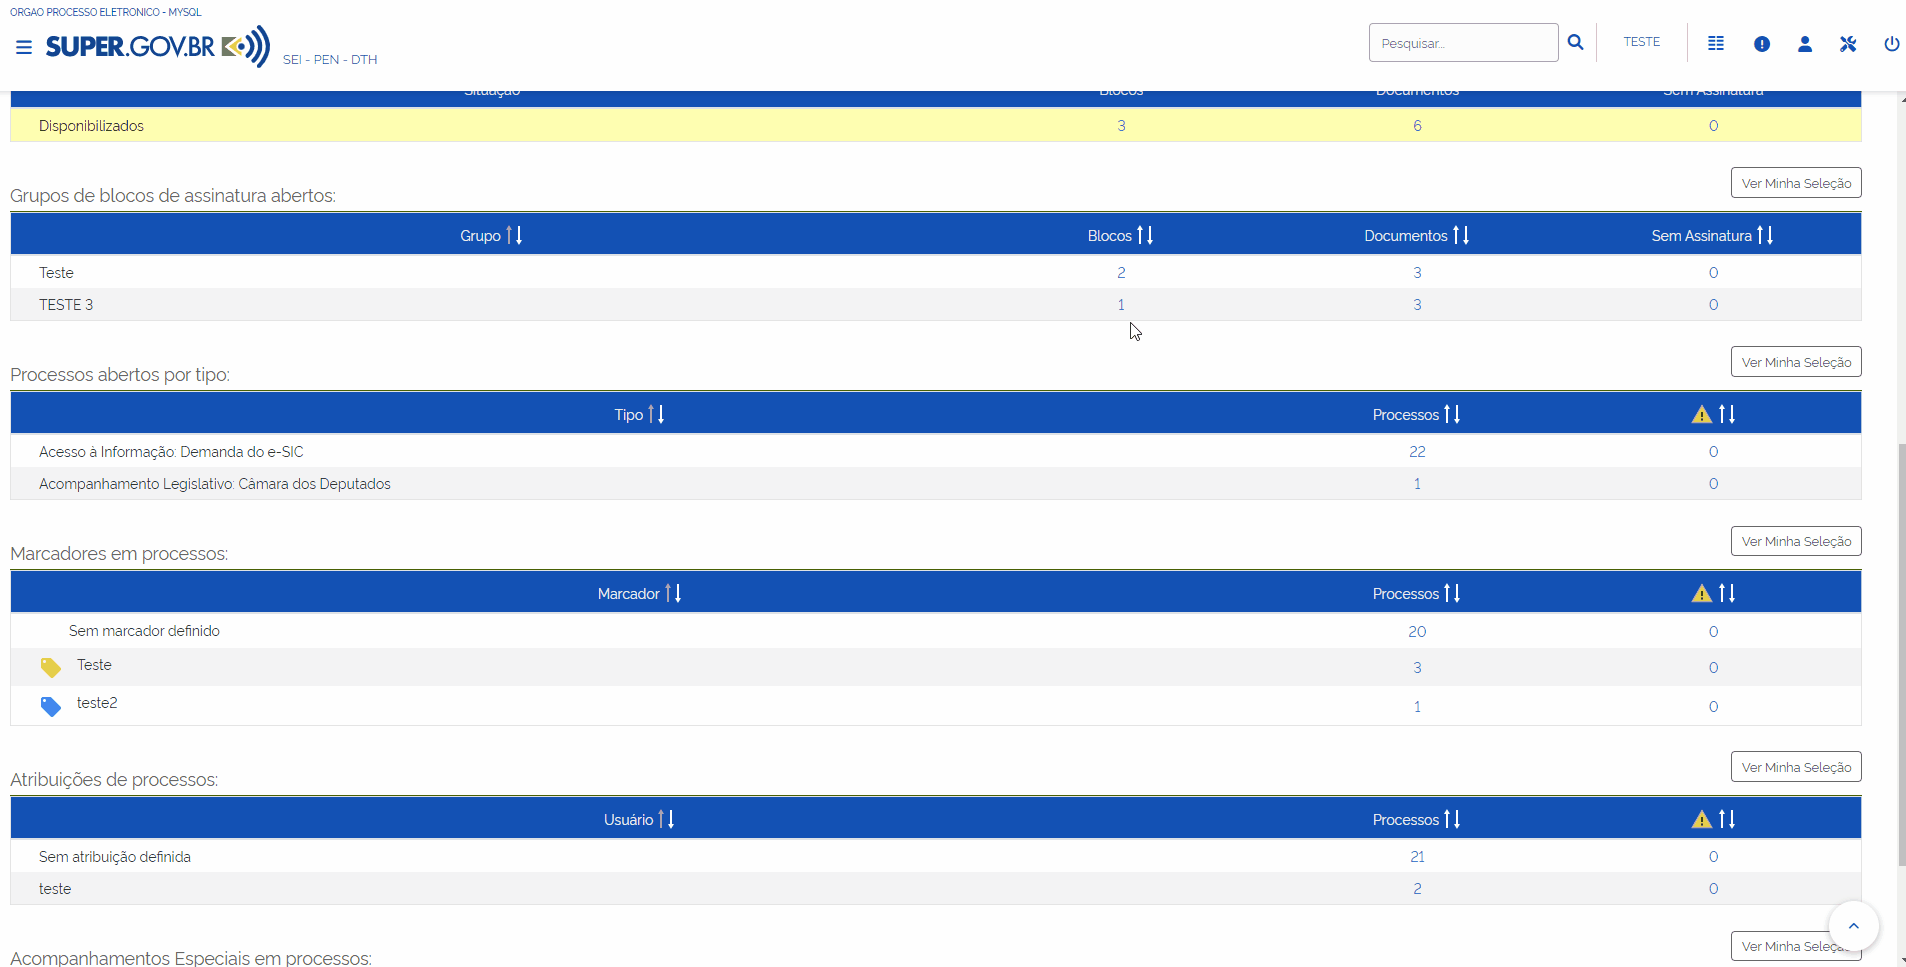 ORGAO PROCESSO ELETRONICO - MYSQL
SUPER.GOV.BR
SEI - PEN - DTH
Pesquisar...
TESTE
Situação Blocos Documentos Sem Assinatura
Disponibilizados 3 6 0
Ver Minha Seleção
Grupos de blocos de assinatura abertos:
Grupo Blocos Documentos Sem Assinatura
Teste 2 3 0
TESTE 3 1 3 0
Ver Minha Seleção
Processos abertos por tipo:
Tipo Processos
Acesso à Informação: Demanda do e-SIC 22 0
Acompanhamento Legislativo: Câmara dos Deputados 1 0
Ver Minha Seleção
Marcadores em processos:
Marcador Processos
Sem marcador definido 20 0
Teste 3 0
teste2 1 0
Ver Minha Seleção
Atribuições de processos:
Usuário Processos
Sem atribuição definida 21 0
teste 2 0
Ver Minha Seleção
Acompanhamentos Especiais em processos: